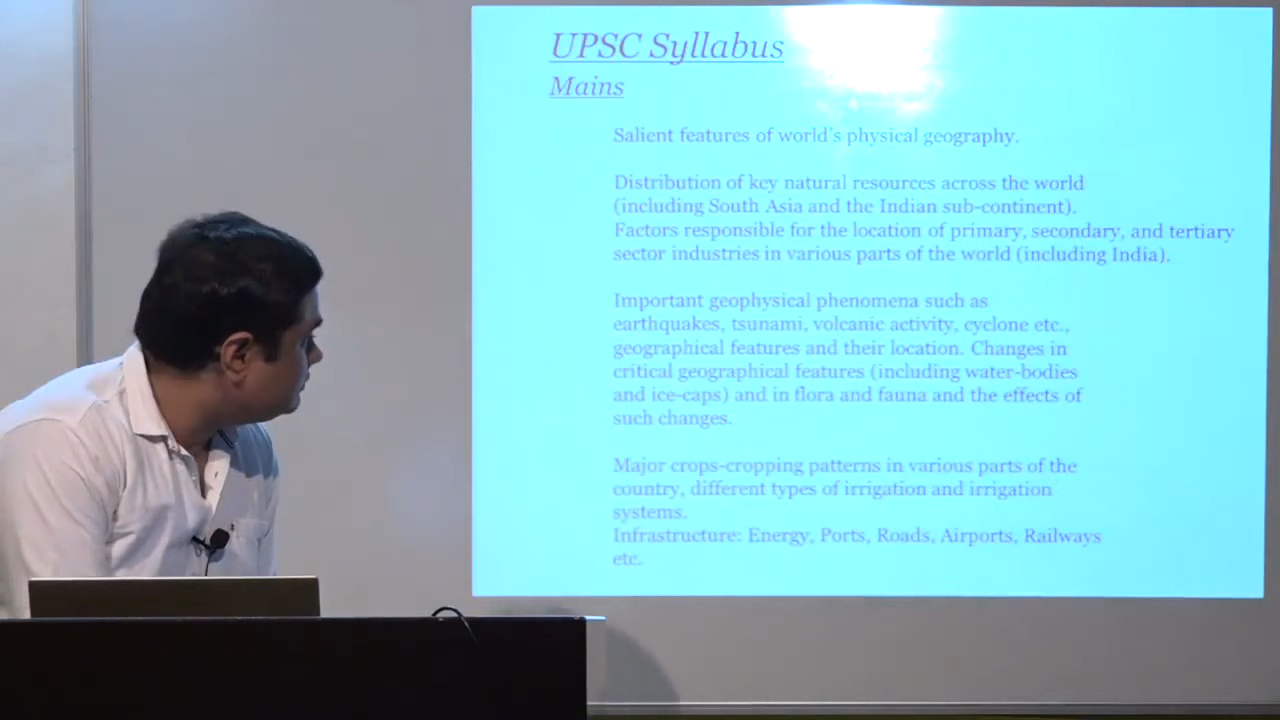 UPSC Syllabus
Mains
Salient features of world's physical geography.
Distribution of key natural resources across the world
(including South Asia and the Indian sub-continent).
Factors responsible for the location of primary, secondary, and tertiary
sector industries in various parts of the world (including India).
Important geophysical phenomena such as
earthquakes, tsunami, volcanic activity, cyclone etc.,
geographical features and their location. Changes in
critical geographical features (including water-bodies
and ice-caps) and in flora and fauna and the effects of
such changes.
Major crops-cropping patterns in various parts of the
country, different types of irrigation and irrigation
systems.
Infrastructure: Energy, Ports, Roads, Airports, Railways
etc.